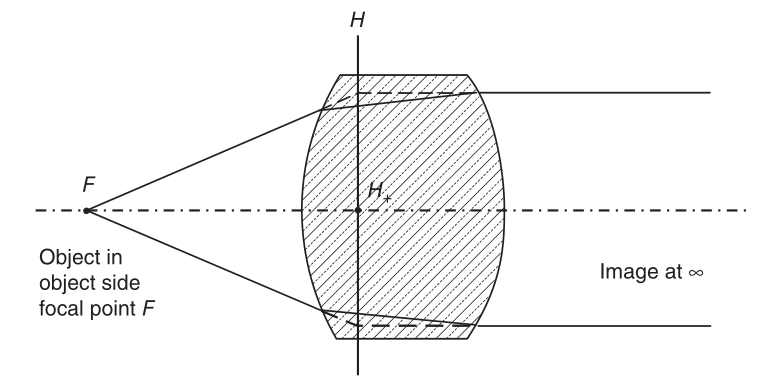 H
F
H+
Object in
object side
focal point F
Image at ∞